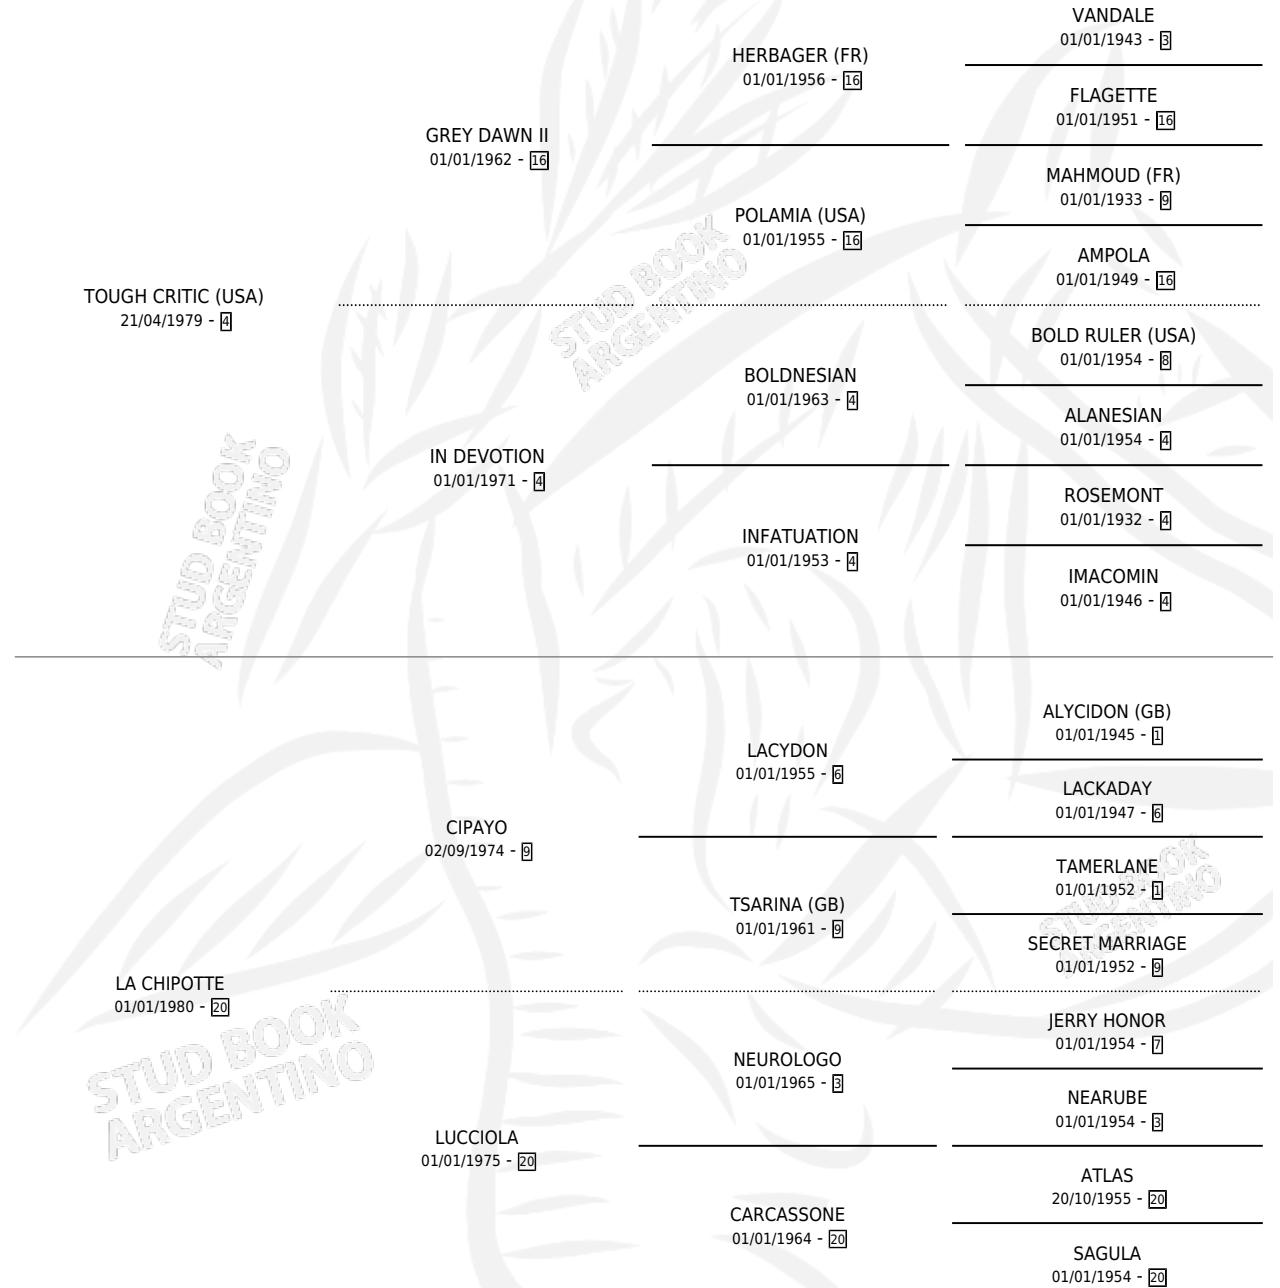 VANDALE
01/01/1943 - 3
HERBAGER (FR)
01/01/1956 - 16
FLAGETTE
01/01/1951 - 16
GREY DAWN II
01/01/1962 - 16
MAHMOUD (FR)
01/01/1933 - 9
POLAMIA (USA)
01/01/1955 - 16
AMPOLA
01/01/1949 - 16
TOUGH CRITIC (USA)
21/04/1979 - 4
BOLD RULER (USA)
01/01/1954 - 8
BOLDNESIAN
01/01/1963 - 4
ALANESIAN
01/01/1954 - 4
IN DEVOTION
01/01/1971 - 4
ROSEMONT
01/01/1932 - 4
INFATUATION
01/01/1953 - 4
IMACOMIN
01/01/1946 - 4
ALYCIDON (GB)
01/01/1945 - 1
LACYDON
01/01/1955 - 6
LACKADAY
01/01/1947 - 6
CIPAYO
02/09/1974 - 9
TAMERLANE
01/01/1952 - 1
TSARINA (GB)
01/01/1961 - 9
SECRET MARRIAGE
01/01/1952 - 9
LA CHIPOTTE
01/01/1980 - 20
JERRY HONOR
01/01/1954 - 7
NEUROLOGO
01/01/1965 - 3
NEARUBE
01/01/1954 - 3
LUCCIOLA
01/01/1975 - 20
ATLAS
20/10/1955 - 20
CARCASSONE
01/01/1964 - 20
SAGULA
01/01/1954 - 20
STUD BOOK
ARGENTINO
STUD BOOK
ARGENTINO
STUD BOOK
ARGENTINO
STUD BOOK
ARGENTINO